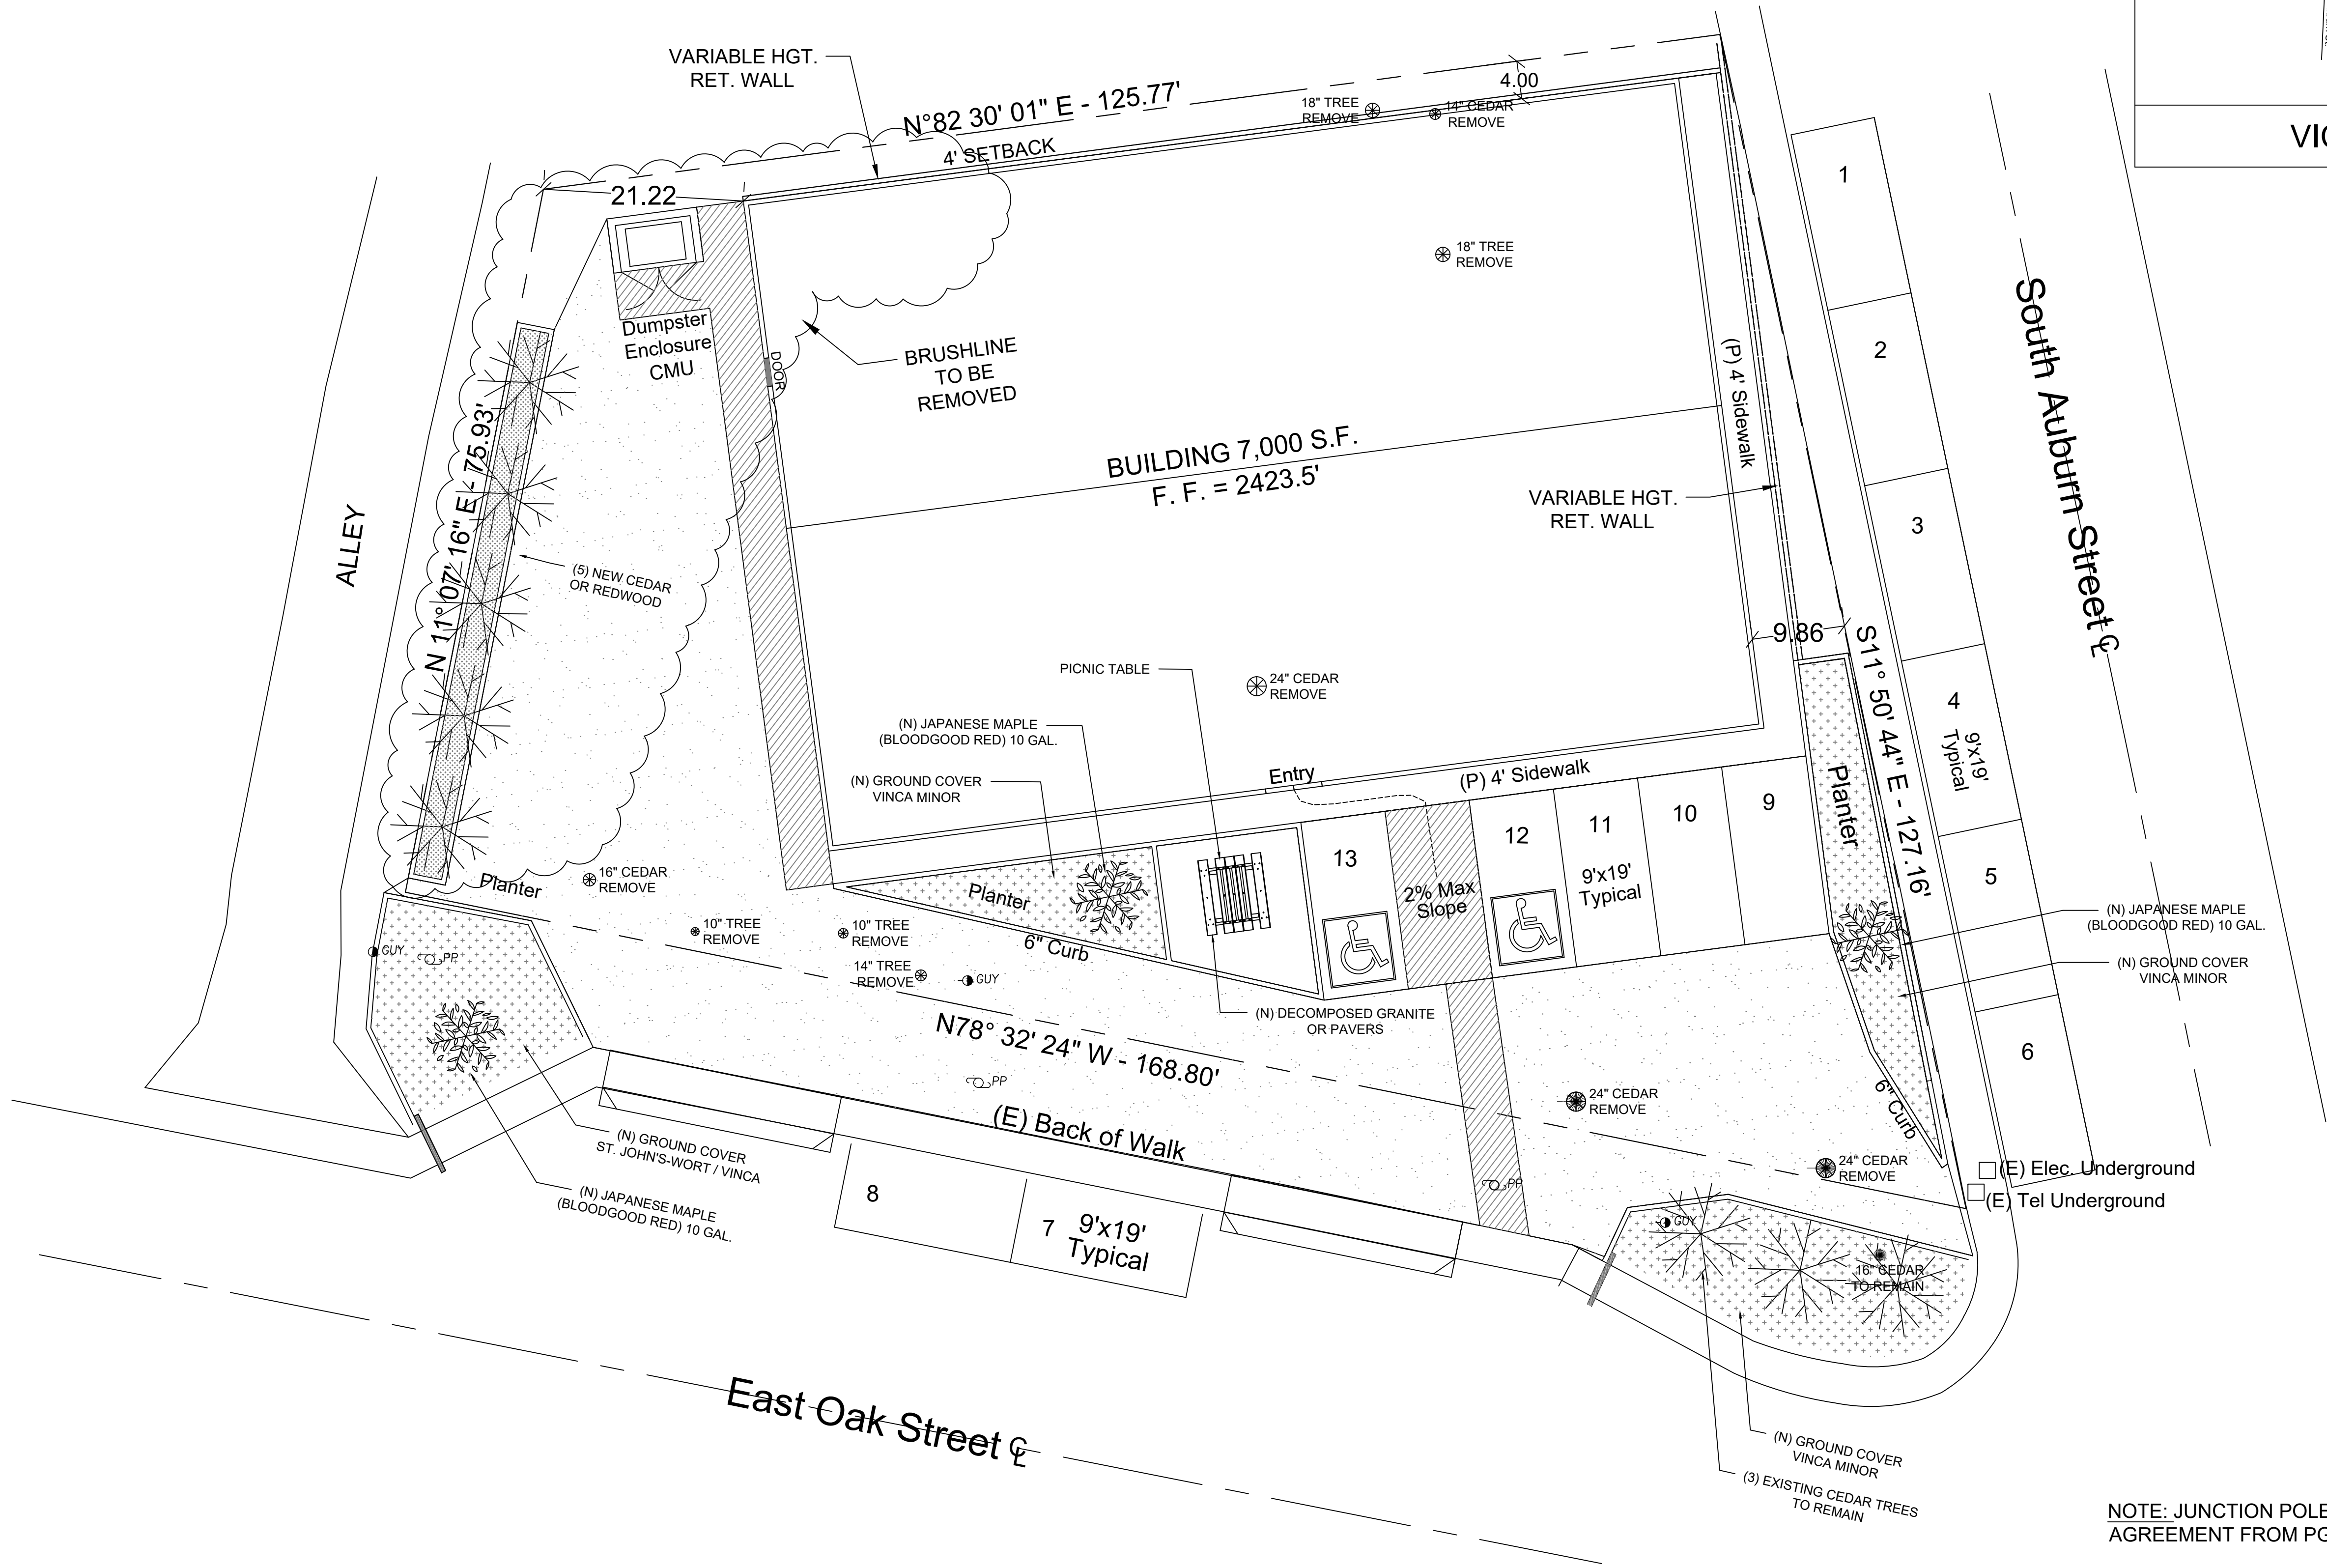 VARIABLE HGT.
RET. WALL
N°82 30' 01" E - 125.77'
4.00
18" TREE
REMOVE
14" CEDAR
REMOVE
4' SETBACK
21.22
18" TREE
REMOVE
Dumpster
Enclosure
CMU
DOOR
BRUSHLINE
TO BE
REMOVED
BUILDING 7,000 S.F.
F. F. = 2423.5'
(P) 4' Sidewalk
VARIABLE HGT.
RET. WALL
ALLEY
N 11° 07' 16" E - 75.93'
(5) NEW CEDAR
OR REDWOOD
9.86
S11° 50' 44" E - 127.16'
South Auburn Street ℄
1
2
3
4
9'x19'
Typical
5
6
PICNIC TABLE
24" CEDAR
REMOVE
(N) JAPANESE MAPLE
(BLOODGOOD RED) 10 GAL.
(N) GROUND COVER
VINCA MINOR
Entry
(P) 4' Sidewalk
Planter
13
2% Max
Slope
12
11
9'x19'
Typical
10
9
Planter
16" CEDAR
REMOVE
10" TREE
REMOVE
10" TREE
REMOVE
14" TREE
REMOVE
GUY
Planter
6" Curb
GUY
PP
(N) DECOMPOSED GRANITE
OR PAVERS
(N) JAPANESE MAPLE
(BLOODGOOD RED) 10 GAL.
(N) GROUND COVER
VINCA MINOR
N78° 32' 24" W - 168.80'
PP
(E) Back of Walk
24" CEDAR
REMOVE
6" Curb
24" CEDAR
REMOVE
(E) Elec. Underground
(E) Tel Underground
PP
GUY
16" CEDAR
TO REMAIN
(N) GROUND COVER
ST. JOHN'S-WORT / VINCA
(N) JAPANESE MAPLE
(BLOODGOOD RED) 10 GAL.
8
7
9'x19'
Typical
East Oak Street ℄
(N) GROUND COVER
VINCA MINOR
(3) EXISTING CEDAR TREES
TO REMAIN
NOTE: JUNCTION POLE
AGREEMENT FROM PG